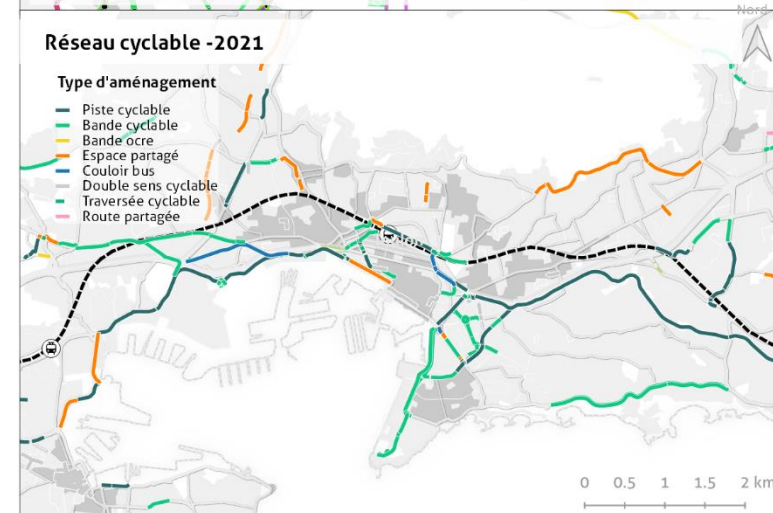 Nord
Réseau cyclable -2021
Type d'aménagement
Piste cyclable
Bande cyclable
Bande ocre
Espace partagé
Couloir bus
Double sens cyclable
Traversée cyclable
Route partagée
0 0.5 1 1.5 2 km